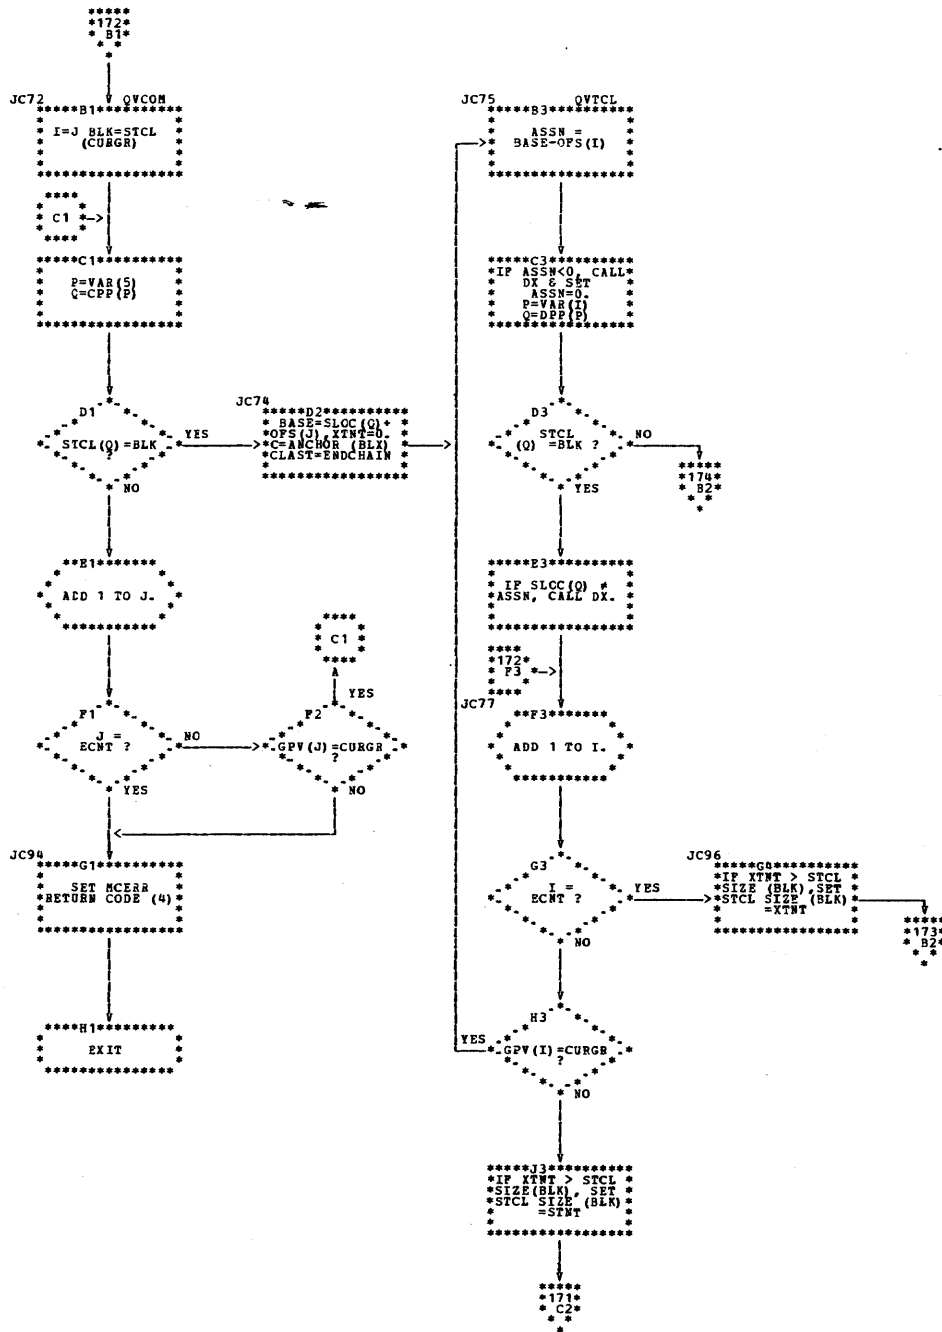 172
B1
JC72
B1
QVCOM
I=J BLK=STCL
(CURGR)
C1
C1
P=VAR(5)
Q=CPP(P)
D1
STCL(Q)=BLK
?
YES
NO
JC74
D2
BASE=SLOC(Q)+
OFS(J),XTNT=0.
C=ANCHOR (BLX)
CLAST=ENDCHAIN
E1
ADD 1 TO J.
C1
YES
F1
J =
ECNT ?
NO
YES
F2
GPV(J)=CURGR
?
NO
JC94
G1
SET MCERR
RETURN CODE (4)
H1
EXIT
JC75
B3
QVTCL
ASSN =
BASE-OFS(I)
C3
IF ASSN<0, CALL
DX & SET
ASSN=0.
P=VAR(I)
Q=DPP(P)
D3
STCL
(Q) =BLK ?
NO
174
B2
YES
E3
IF SLCC(Q) ≠
ASSN, CALL DX.
172
F3
JC77
F3
ADD 1 TO I.
G3
I =
ECNT ?
YES
NO
JC96
G4
IF XTNT > STCL
SIZE (BLK),SET
STCL SIZE (BLK)
=XTNT
173
B2
H3
YES
GPV(I)=CURGR
?
NO
J3
IF XTNT > STCL
SIZE(BLK), SET
STCL SIZE (BLK)
=STNT
171
C2